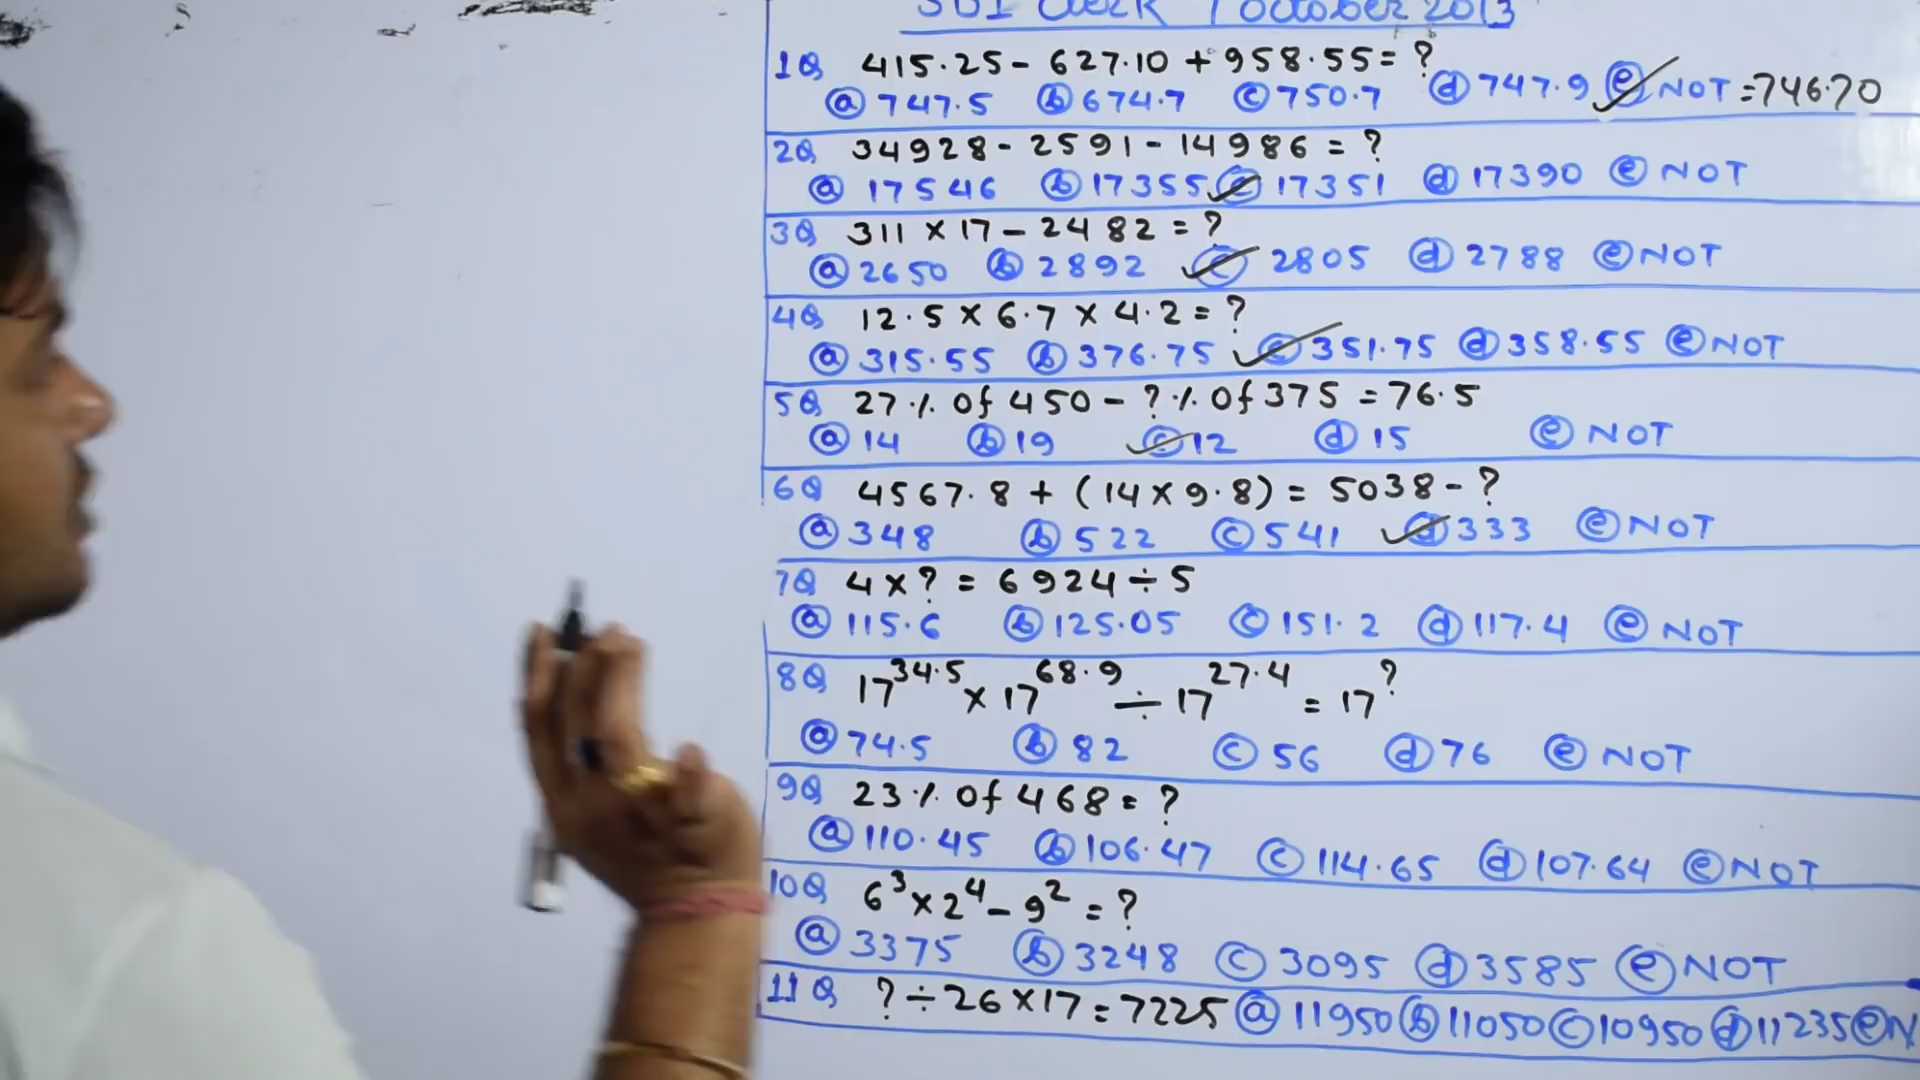 SBI Clerk 7 October 2013
1Q 415.25 - 627.10 + 958.55 = ?
ⓐ 747.5 ⓑ 674.7 ⓒ 750.7 ⓓ 747.9 ⓔ NOT = 746.70
2Q 34928 - 2591 - 14986 = ?
ⓐ 17546 ⓑ 17355 ⓒ 17351 ⓓ 17390 ⓔ NOT
3Q 311 × 17 - 2482 = ?
ⓐ 2650 ⓑ 2892 ⓒ 2805 ⓓ 2788 ⓔ NOT
4Q 12.5 × 6.7 × 4.2 = ?
ⓐ 315.55 ⓑ 376.75 ⓒ 351.75 ⓓ 358.55 ⓔ NOT
5Q 27% of 450 - ?% of 375 = 76.5
ⓐ 14 ⓑ 19 ⓒ 12 ⓓ 15 ⓔ NOT
6Q 4567.8 + (14 × 9.8) = 5038 - ?
ⓐ 348 ⓑ 522 ⓒ 541 ⓓ 333 ⓔ NOT
7Q 4 × ? = 6924 ÷ 5
ⓐ 115.6 ⓑ 125.05 ⓒ 151.2 ⓓ 117.4 ⓔ NOT
8Q 17^34.5 × 17^68.9 ÷ 17^27.4 = 17^?
ⓐ 74.5 ⓑ 82 ⓒ 56 ⓓ 76 ⓔ NOT
9Q 23% of 468 = ?
ⓐ 110.45 ⓑ 106.47 ⓒ 114.65 ⓓ 107.64 ⓔ NOT
10Q 6³ × 2⁴ - 9² = ?
ⓐ 3375 ⓑ 3248 ⓒ 3095 ⓓ 3585 ⓔ NOT
11Q ? ÷ 26 × 17 = 7225 ⓐ 11950 ⓑ 11050 ⓒ 10950 ⓓ 11235 ⓔ N